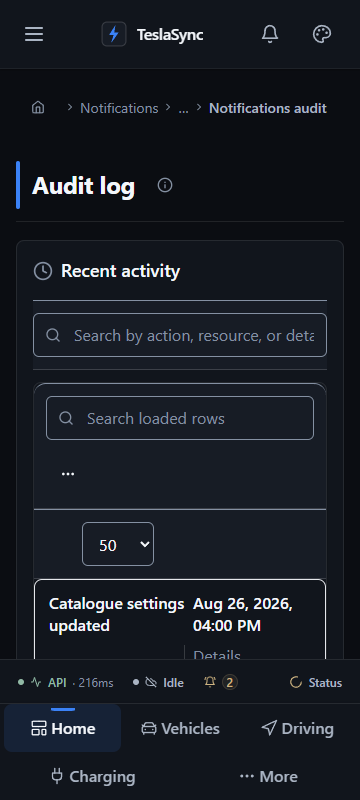 TeslaSync
Notifications ... Notifications audit
Audit log
Recent activity
Search by action, resource, or deta
Search loaded rows
...
50
Catalogue settings updated
Aug 26, 2026, 04:00 PM
Details
API · 216ms Idle 2 Status
Home Vehicles Driving
Charging ... More